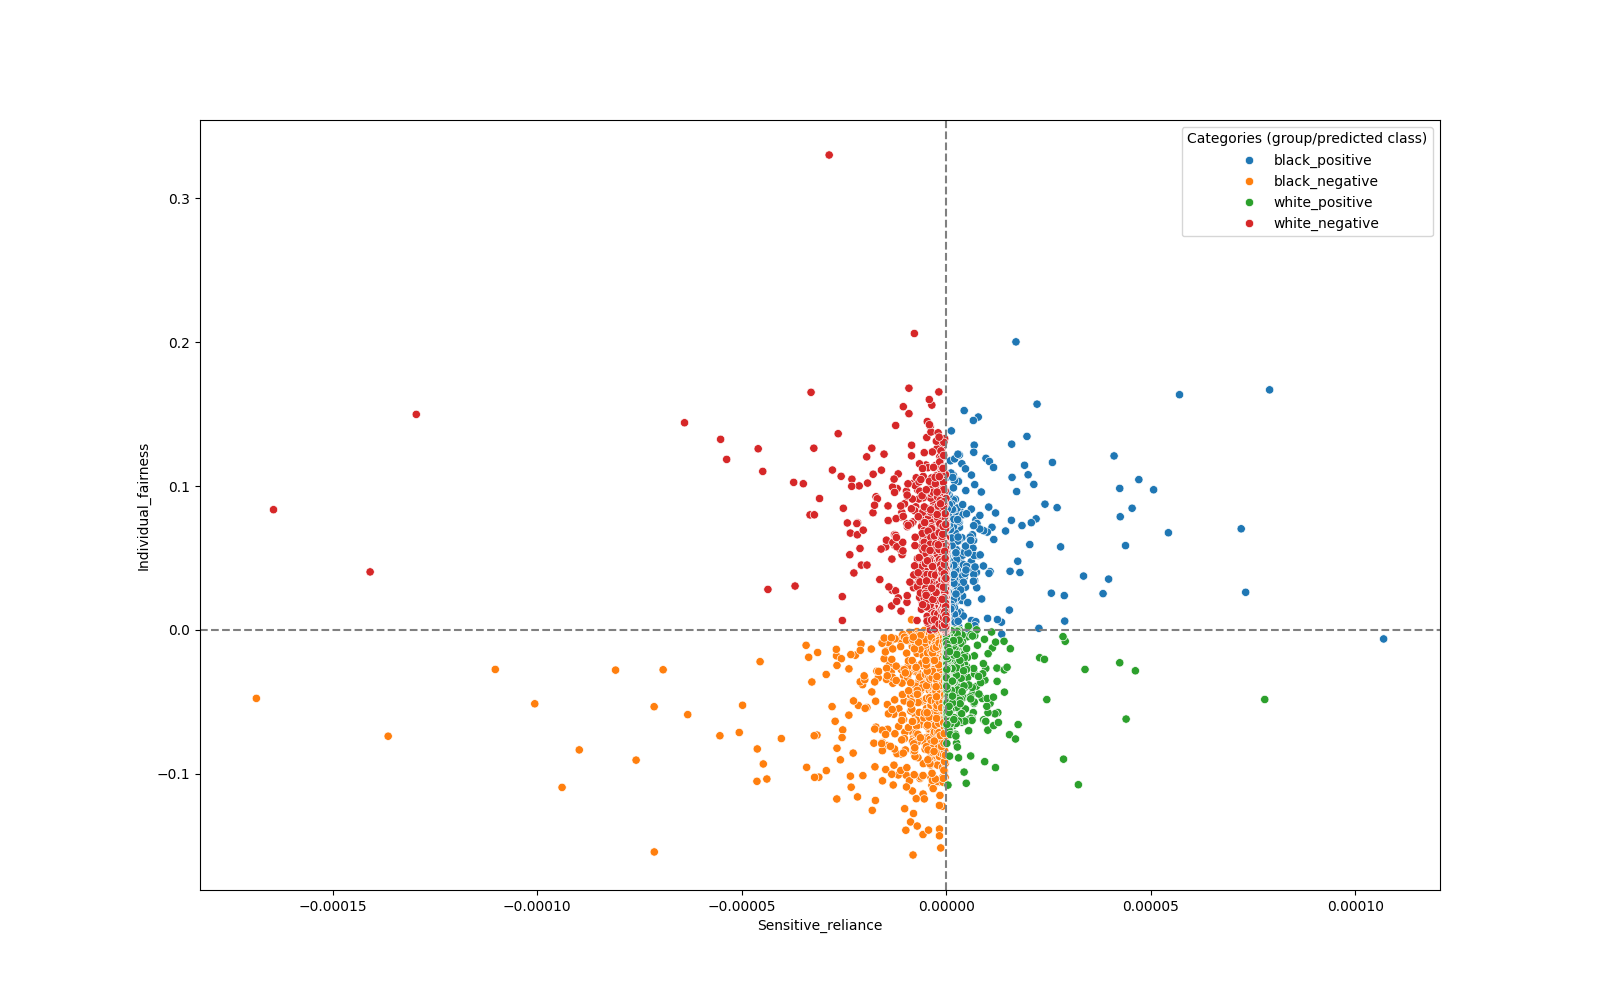 Categories (group/predicted class)
black_positive
black_negative
white_positive
white_negative
Individual_fairness
0.3
0.2
0.1
0.0
−0.1
−0.00015
−0.00010
−0.00005
0.00000
0.00005
0.00010
Sensitive_reliance